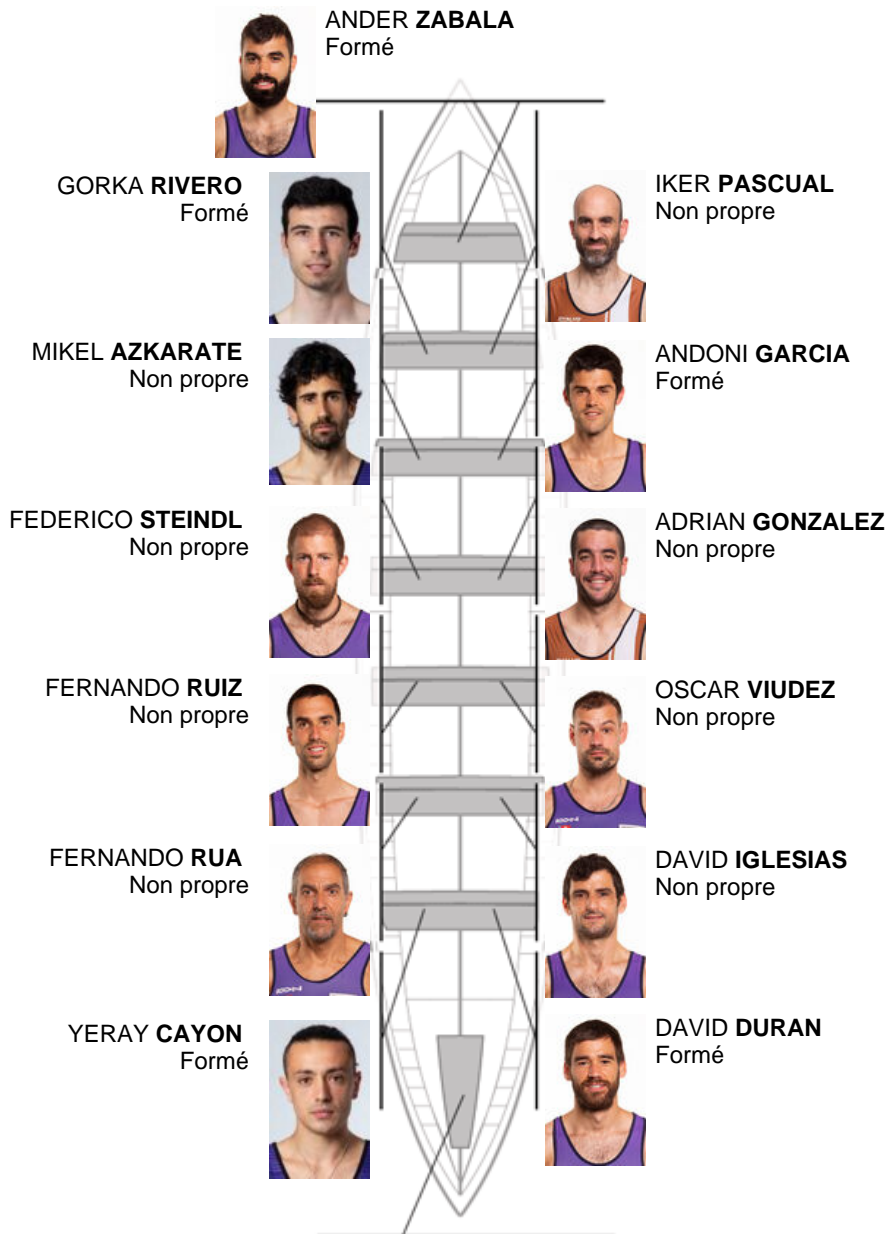 ANDER ZABALA
Formé
GORKA RIVERO
Formé
IKER PASCUAL
Non propre
MIKEL AZKARATE
Non propre
ANDONI GARCIA
Formé
FEDERICO STEINDL
Non propre
ADRIAN GONZALEZ
Non propre
FERNANDO RUIZ
Non propre
OSCAR VIUDEZ
Non propre
FERNANDO RUA
Non propre
DAVID IGLESIAS
Non propre
YERAY CAYON
Formé
DAVID DURAN
Formé